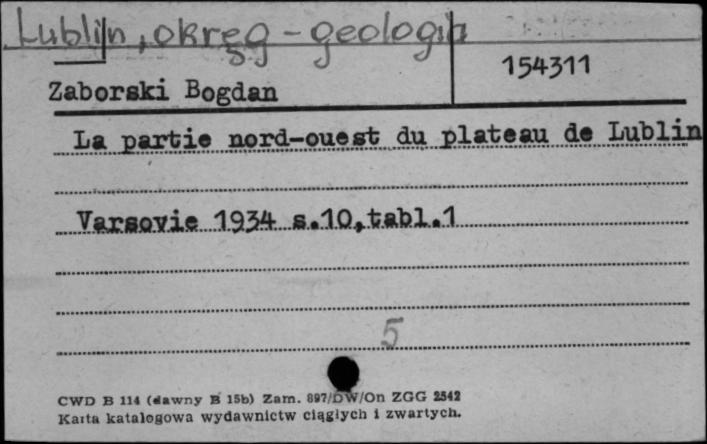 Lublin, okręg - geologia
154311
Zaborski Bogdan
La partie nord-ouest du plateau de Lublin
Varsovie 1934 s.10,tabl.1
5
CWD B 114 (dawny B 15b) Zam. 897/DW/On ZGG 2542
Karta katalogowa wydawnictw ciągłych i zwartych.